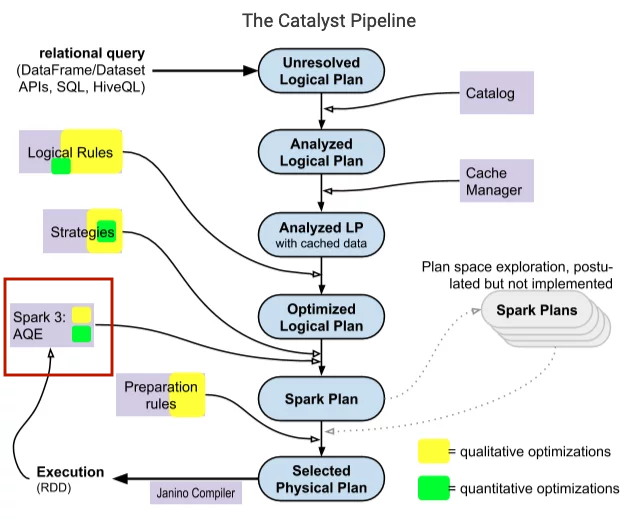 The Catalyst Pipeline
relational query
(DataFrame/Dataset
APIs, SQL, HiveQL)
Unresolved
Logical Plan
Catalog
Logical Rules
Analyzed
Logical Plan
Cache
Manager
Strategies
Analyzed LP
with cached data
Plan space exploration, postu-
lated but not implemented
Spark 3:
AQE
Optimized
Logical Plan
Spark Plans
Preparation
rules
Spark Plan
= qualitative optimizations
Execution
(RDD)
Janino Compiler
Selected
Physical Plan
= quantitative optimizations